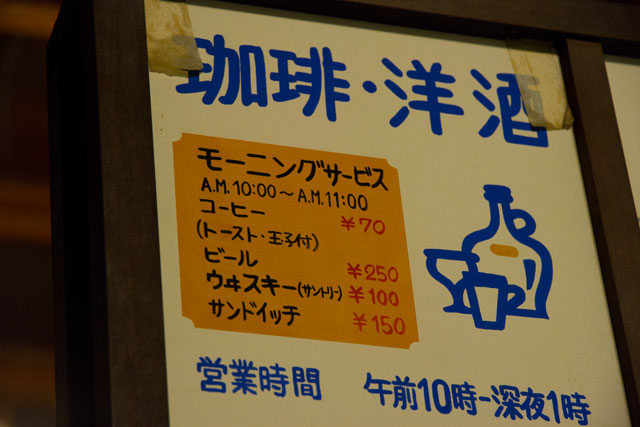 珈琲・洋酒
モーニングサービス
A.M.10:00～A.M.11:00
コーヒー ￥70
(トースト・玉子付)
ビール ￥250
ウヰスキー(サントリー) ￥100
サンドイッチ ￥150
営業時間 午前10時-深夜1時